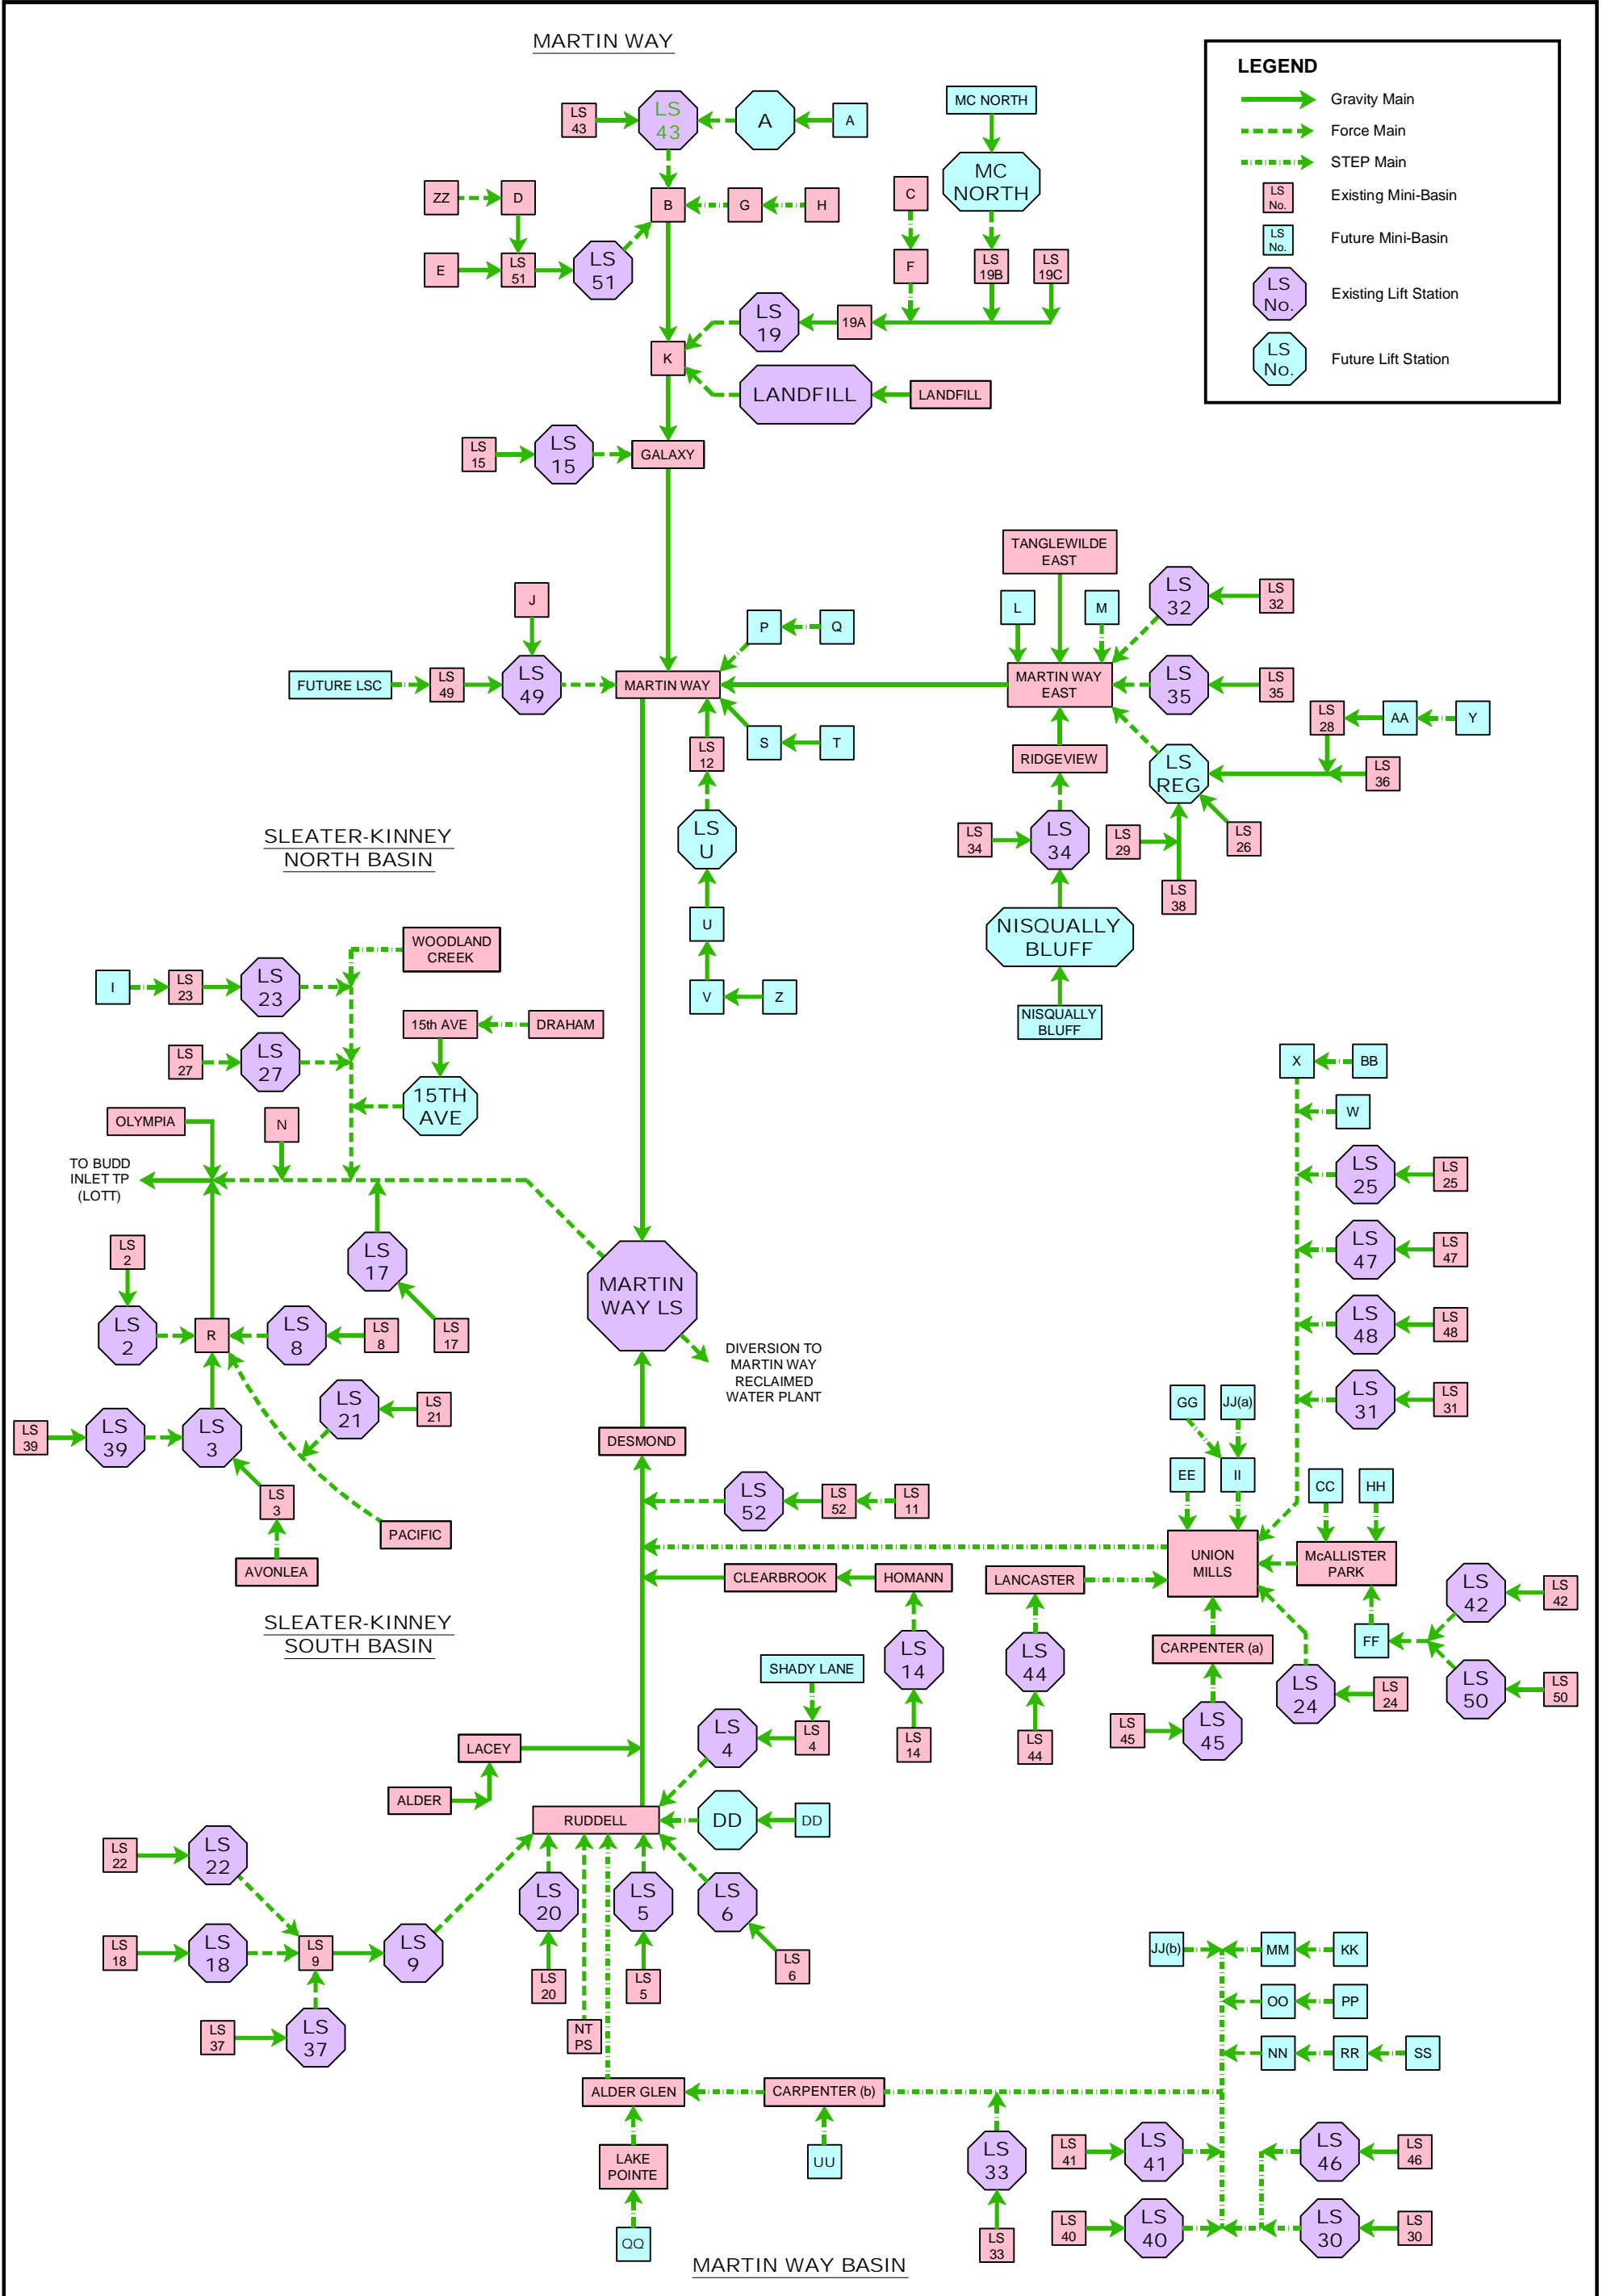 MARTIN WAY
LEGEND
Gravity Main
Force Main
STEP Main
LS
No.
Existing Mini-Basin
LS
No.
Future Mini-Basin
LS
No.
Existing Lift Station
LS
No.
Future Lift Station
LS
43
LS
43
A
A
MC NORTH
MC
NORTH
ZZ
D
B
G
H
C
E
LS
51
LS
51
F
LS
19B
LS
19C
LS
19
19A
K
LANDFILL
LANDFILL
LS
15
LS
15
GALAXY
TANGLEWILDE
EAST
J
L
M
LS
32
LS
32
P
Q
FUTURE LSC
LS
49
LS
49
MARTIN WAY
MARTIN WAY
EAST
LS
35
LS
35
LS
28
AA
Y
LS
12
S
T
RIDGEVIEW
LS
REG
LS
36
SLEATER-KINNEY
NORTH BASIN
LS
U
LS
34
LS
34
LS
29
LS
26
LS
38
U
NISQUALLY
BLUFF
WOODLAND
CREEK
I
LS
23
LS
23
V
Z
NISQUALLY
BLUFF
15th AVE
DRAHAM
LS
27
LS
27
15TH
AVE
X
BB
W
OLYMPIA
N
TO BUDD
INLET TP
(LOTT)
LS
25
LS
25
LS
2
LS
17
MARTIN
WAY LS
LS
47
LS
47
LS
2
R
LS
8
LS
8
LS
17
LS
48
LS
48
DIVERSION TO
MARTIN WAY
RECLAIMED
WATER PLANT
LS
39
LS
39
LS
3
LS
21
LS
21
GG
JJ(a)
LS
31
LS
31
DESMOND
LS
3
LS
52
LS
52
LS
11
EE
II
CC
HH
PACIFIC
AVONLEA
UNION
MILLS
McALLISTER
PARK
CLEARBROOK
HOMANN
LANCASTER
LS
42
LS
42
SLEATER-KINNEY
SOUTH BASIN
FF
CARPENTER (a)
SHADY LANE
LS
14
LS
44
LS
24
LS
24
LS
50
LS
50
LS
4
LS
4
LS
14
LS
44
LS
45
LS
45
LACEY
ALDER
RUDDELL
DD
DD
LS
22
LS
22
LS
20
LS
5
LS
6
LS
18
LS
18
LS
9
LS
9
LS
20
LS
5
LS
6
JJ(b)
MM
KK
OO
PP
LS
37
LS
37
NT
PS
NN
RR
SS
ALDER GLEN
CARPENTER (b)
LAKE
POINTE
UU
LS
33
LS
41
LS
41
LS
46
LS
46
QQ
LS
33
LS
40
LS
40
LS
30
LS
30
MARTIN WAY BASIN